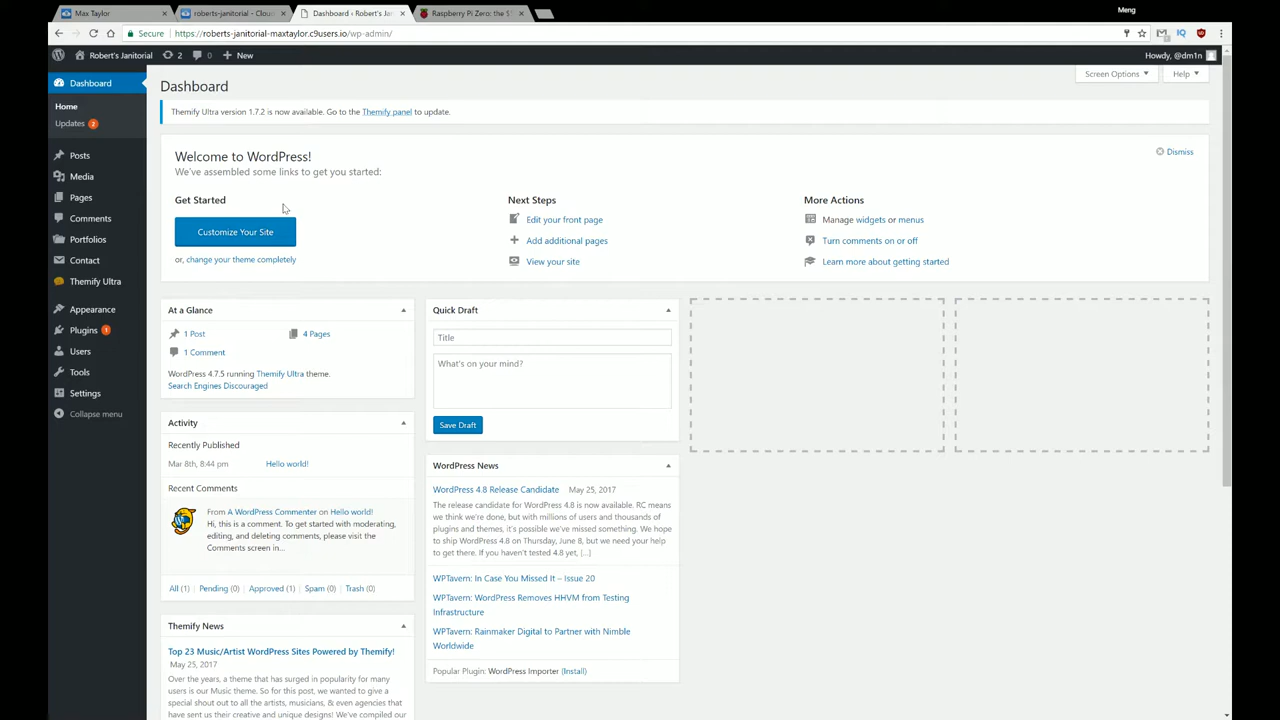 Meng
Max Taylor
roberts-janitorial - Clou
Dashboard ‹ Robert's Jani
Raspberry Pi Zero: the $
Secure
https://roberts-janitorial-maxtaylor.c9users.io/wp-admin/
Robert's Janitorial
2
0
New
Howdy, @dm1n
Dashboard
Home
Updates 2
Posts
Media
Pages
Comments
Portfolios
Contact
Themify Ultra
Appearance
Plugins 1
Users
Tools
Settings
Collapse menu
Dashboard
Screen Options
Help
Themify Ultra version 1.7.2 is now available. Go to the Themify panel to update.
Welcome to WordPress!
We've assembled some links to get you started:
Dismiss
Get Started
Customize Your Site
or, change your theme completely
Next Steps
Edit your front page
Add additional pages
View your site
More Actions
Manage widgets or menus
Turn comments on or off
Learn more about getting started
At a Glance
1 Post
4 Pages
1 Comment
WordPress 4.7.5 running Themify Ultra theme.
Search Engines Discouraged
Activity
Recently Published
Mar 8th, 8:44 pm
Hello world!
Recent Comments
From A WordPress Commenter on Hello world!
Hi, this is a comment. To get started with moderating,
editing, and deleting comments, please visit the
Comments screen in…
All (1)
Pending (0)
Approved (1)
Spam (0)
Trash (0)
Themify News
Top 23 Music/Artist WordPress Sites Powered by Themify!
May 25, 2017
Over the years, a theme that has surged in popularity for many
users is our Music theme. So for this post, we wanted to give a
special shout out to all the artists, musicians, & even agencies
that have sent us their creative and unique designs! We've compiled our
Quick Draft
Title
What's on your mind?
Save Draft
WordPress News
WordPress 4.8 Release Candidate
May 25, 2017
The release candidate for WordPress 4.8 is now available. RC means
we think we're done, but with millions of users and thousands of
plugins and themes, it's possible we've missed something. We hope
to ship WordPress 4.8 on Thursday, June 8, but we need your help
to get there. If you haven't tested 4.8 yet, […]
WPTavern: In Case You Missed It – Issue 20
WPTavern: WordPress Removes HHVM from Testing
Infrastructure
WPTavern: Rainmaker Digital to Partner with Nimble
Worldwide
Popular Plugin: WordPress Importer (Install)